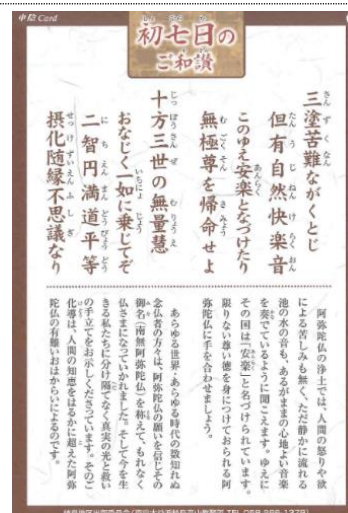 中陰 Card
初七日の
ご和讃
三塗苦難ながくとじ
但有自然快楽音
このゆえ安楽となづけたり
無極尊を帰命せよ
十方三世の無量慧
おなじく一如に乗じてぞ
二智円満道平等
摂化随縁不思議なり
阿弥陀仏の浄土では、人間の怒りや欲
による苦しみも無く、ただ静かに流れる
池の水の音も、あるがままの心地よい音楽
を奏でているように聞こえます。ゆえに
その国は「安楽」と名づけられています。
限りない尊い徳を身につけておられる阿
弥陀仏に手を合わせましょう。
あらゆる世界・あらゆる時代の数知れぬ
念仏者の方々は、阿弥陀仏の願いを信じその
御名(南無阿弥陀仏)を称えて、もれなく
仏さまになっていかれました。そして今を生
きる私たちに分け隔てなく真実の光と救い
の手立てをお示しくださっています。そのご
化導は、人間の知恵をはるかに超えた阿弥
陀仏の有難いおはからいによるのです。